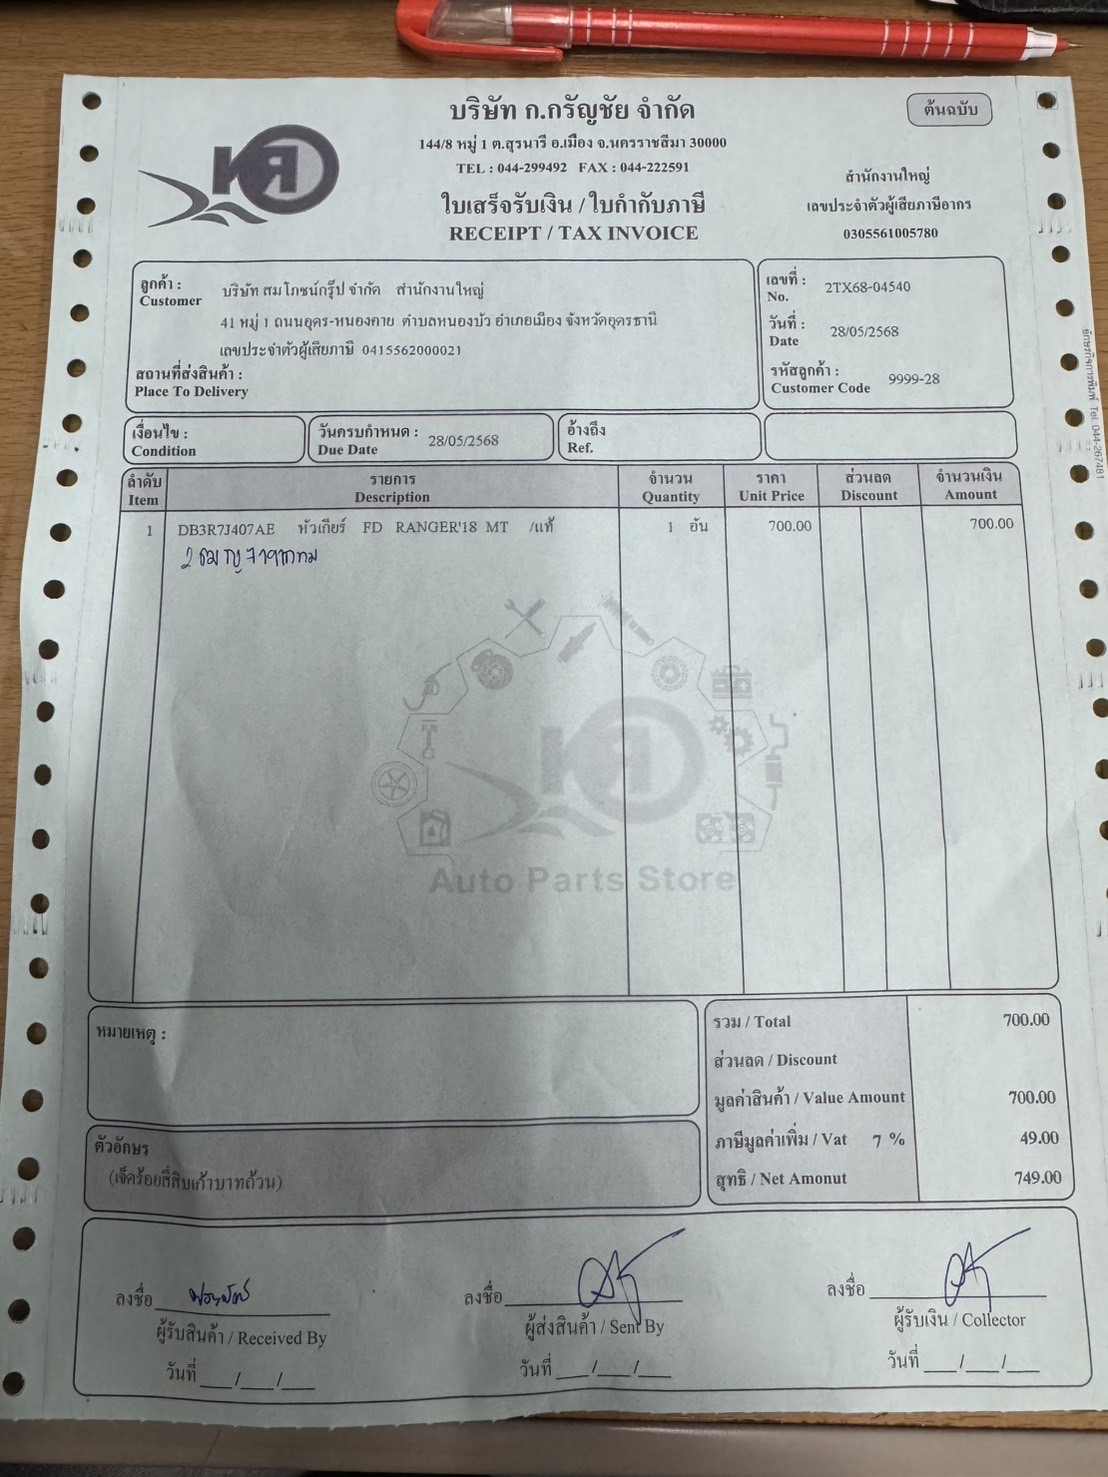 บริษัท ก.กรัญชัย จำกัด
ต้นฉบับ
144/8 หมู่ 1 ต.สุรนารี อ.เมือง จ.นครราชสีมา 30000
TEL : 044-299492 FAX : 044-222591
สำนักงานใหญ่
ใบเสร็จรับเงิน / ใบกำกับภาษี
เลขประจำตัวผู้เสียภาษีอากร
RECEIPT / TAX INVOICE
0305561005780
ลูกค้า : บริษัท สมโภชน์กรุ๊ป จำกัด สำนักงานใหญ่
Customer
41 หมู่ 1 ถนนอุดร-หนองคาย ตำบลหนองบัว อำเภอเมือง จังหวัดอุดรธานี
เลขประจำตัวผู้เสียภาษี 0415562000021
สถานที่ส่งสินค้า :
Place To Delivery
เลขที่ : 2TX68-04540
No.
วันที่ : 28/05/2568
Date
รหัสลูกค้า : 9999-28
Customer Code
เงื่อนไข :
Condition
วันครบกำหนด : 28/05/2568
Due Date
อ้างถึง
Ref.
ลำดับ รายการ จำนวน ราคา ส่วนลด จำนวนเงิน
Item Description Quantity Unit Price Discount Amount
1 DB3R7J407AE หัวเกียร์ FD RANGER'18 MT /แท้ 1 อัน 700.00 700.00
Auto Parts Store
หมายเหตุ :
รวม / Total 700.00
ส่วนลด / Discount
มูลค่าสินค้า / Value Amount 700.00
ภาษีมูลค่าเพิ่ม / Vat 7 % 49.00
สุทธิ / Net Amonut 749.00
ตัวอักษร
(เจ็ดร้อยสี่สิบเก้าบาทถ้วน)
ลงชื่อ
ผู้รับสินค้า / Received By
วันที่ ___/___/___
ลงชื่อ
ผู้ส่งสินค้า / Sent By
วันที่ ___/___/___
ลงชื่อ
ผู้รับเงิน / Collector
วันที่ ___/___/___
Tel. 044-267481